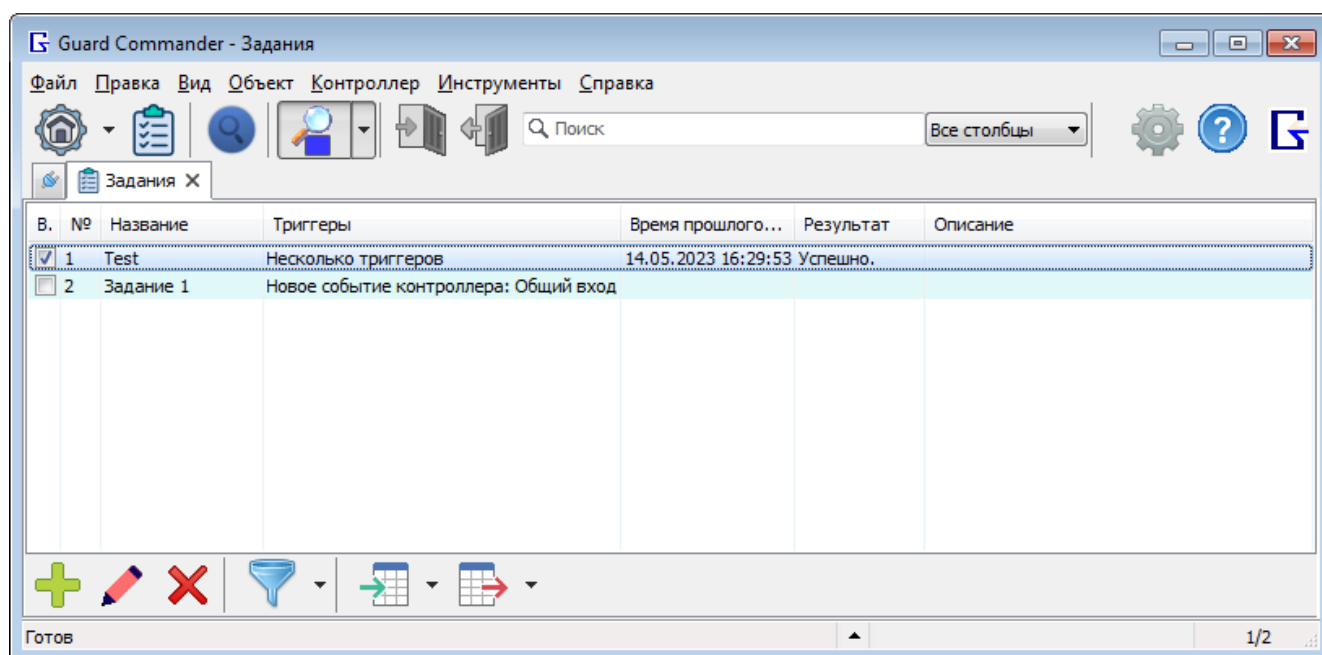 Guard Commander - Задания
Файл Правка Вид Объект Контроллер Инструменты Справка
Поиск Все столбцы ?
Задания
В. № Название Триггеры Время прошлого... Результат Описание
1 Test Несколько триггеров 14.05.2023 16:29:53 Успешно.
2 Задание 1 Новое событие контроллера: Общий вход
Готов 1/2